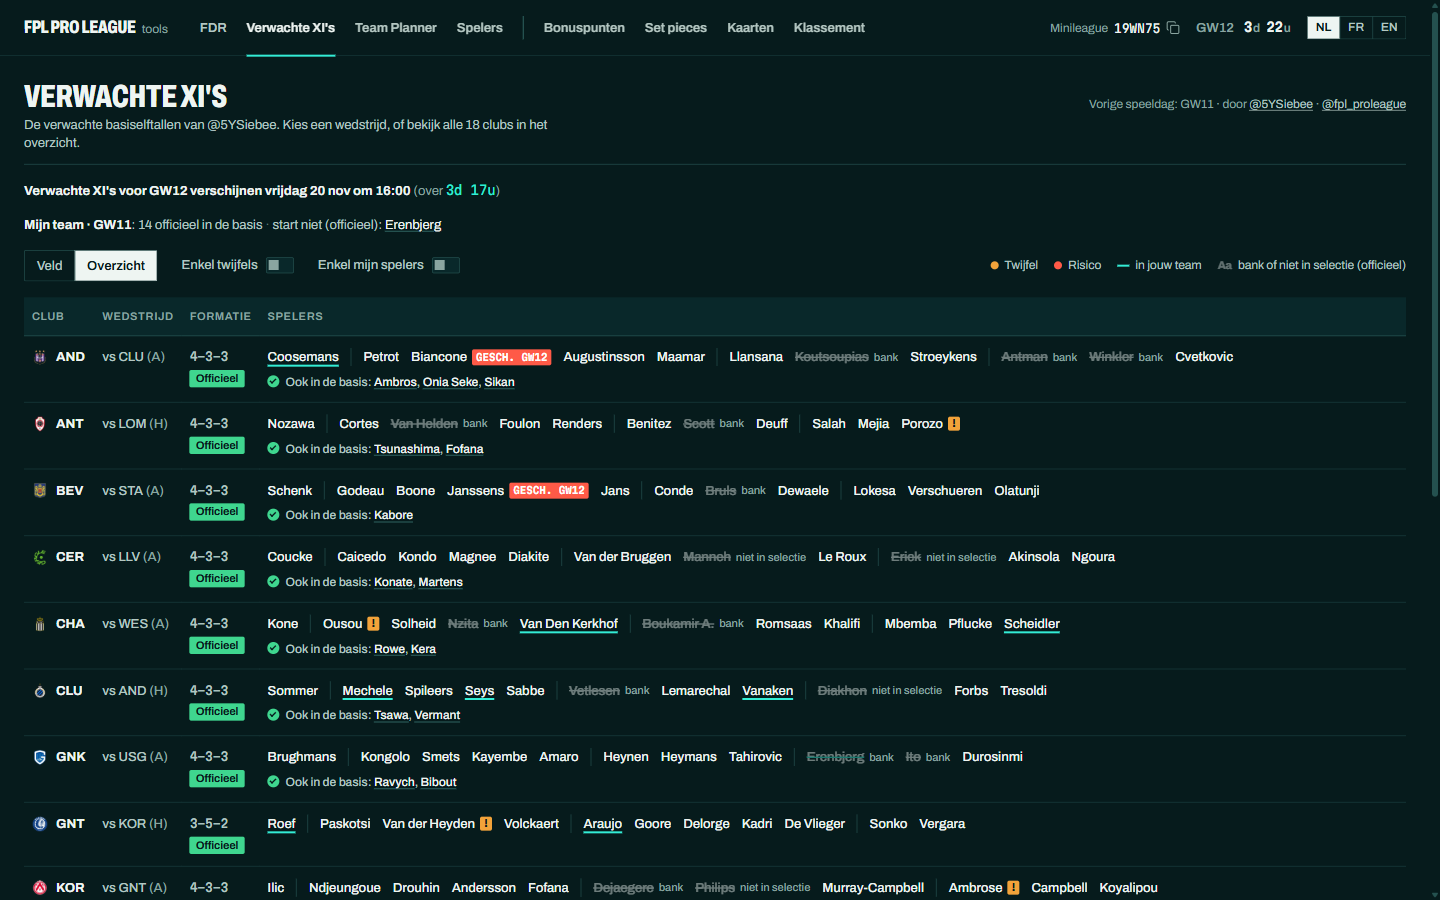 FPL PRO LEAGUE tools FDR Verwachte XI's Team Planner Spelers Bonuspunten Set pieces Kaarten Klassement Minileague 19WN75 GW12 3d 22u NL FR EN
VERWACHTE XI'S
De verwachte basiselftallen van @5YSiebee. Kies een wedstrijd, of bekijk alle 18 clubs in het
overzicht.
Vorige speeldag: GW11 · door @5YSiebee · @fpl_proleague
Verwachte XI's voor GW12 verschijnen vrijdag 20 nov om 16:00 (over 3d 17u)
Mijn team · GW11: 14 officieel in de basis · start niet (officieel): Erenbjerg
Veld Overzicht Enkel twijfels Enkel mijn spelers Twijfel Risico in jouw team Aa bank of niet in selectie (officieel)
CLUB WEDSTRIJD FORMATIE SPELERS
AND vs CLU (A) 4-3-3 Coosemans Petrot Biancone GESCH. GW12 Augustinsson Maamar Llansana Koutsoupias bank Stroeykens Antman bank Winkler bank Cvetkovic
Officieel Ook in de basis: Ambros, Onia Seke, Sikan
ANT vs LOM (H) 4-3-3 Nozawa Cortes Van Helden bank Foulon Renders Benitez Scott bank Deuff Salah Mejia Porozo !
Officieel Ook in de basis: Tsunashima, Fofana
BEV vs STA (A) 4-3-3 Schenk Godeau Boone Janssens GESCH. GW12 Jans Conde Bruls bank Dewaele Lokesa Verschueren Olatunji
Officieel Ook in de basis: Kabore
CER vs LLV (A) 4-3-3 Coucke Caicedo Kondo Magnee Diakite Van der Bruggen Manneh niet in selectie Le Roux Eriek niet in selectie Akinsola Ngoura
Officieel Ook in de basis: Konate, Martens
CHA vs WES (A) 4-3-3 Kone Ousou ! Solheid Nzita bank Van Den Kerkhof Boukamir A. bank Romsaas Khalifi Mbemba Pflucke Scheidler
Officieel Ook in de basis: Rowe, Kera
CLU vs AND (H) 4-3-3 Sommer Mechele Spileers Seys Sabbe Vetlesen bank Lemarechal Vanaken Diakhon niet in selectie Forbs Tresoldi
Officieel Ook in de basis: Tsawa, Vermant
GNK vs USG (A) 4-3-3 Brughmans Kongolo Smets Kayembe Amaro Heynen Heymans Tahirovic Erenbjerg bank Ito bank Durosinmi
Officieel Ook in de basis: Ravych, Bibout
GNT vs KOR (H) 3-5-2 Roef Paskotsi Van der Heyden ! Volckaert Araujo Goore Delorge Kadri De Vlieger Sonko Vergara
Officieel
KOR vs GNT (A) 4-3-3 Ilic Ndjeungoue Drouhin Andersson Fofana Dejaegere bank Philips niet in selectie Murray-Campbell Ambrose ! Campbell Koyalipou